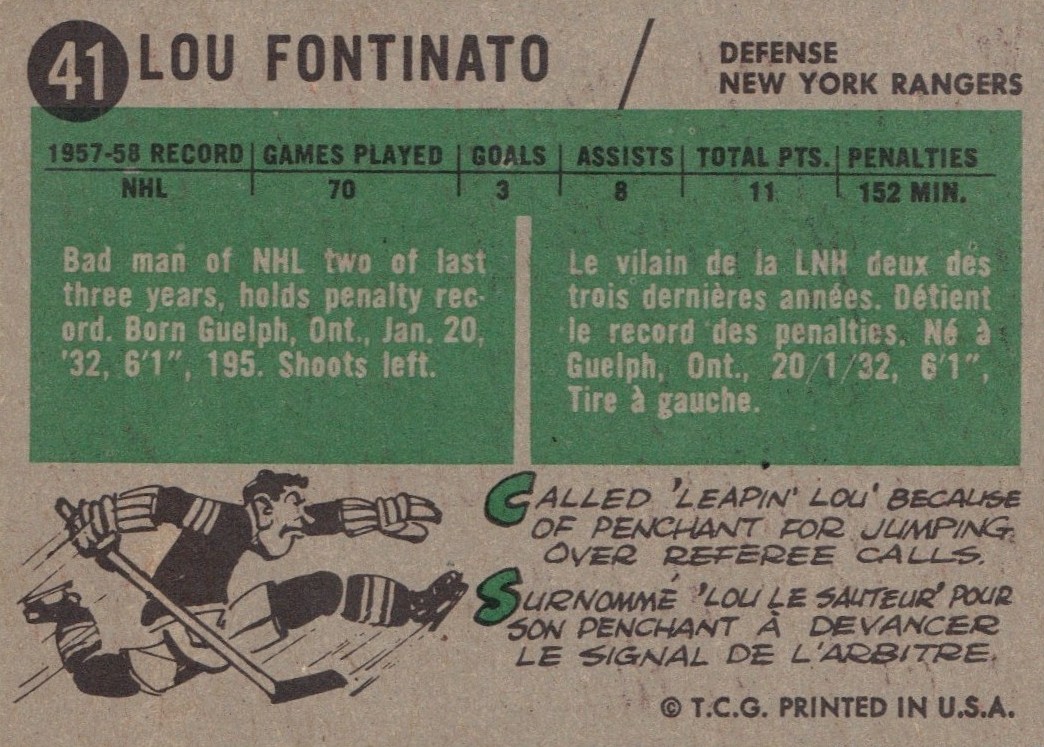 41 LOU FONTINATO
DEFENSE
NEW YORK RANGERS
1957-58 RECORD GAMES PLAYED GOALS ASSISTS TOTAL PTS. PENALTIES
NHL 70 3 8 11 152 MIN.
Bad man of NHL two of last
three years, holds penalty rec-
ord. Born Guelph, Ont., Jan. 20,
'32, 6'1", 195. Shoots left.
Le vilain de la LNH deux des
trois dernières années. Détient
le record des penalties. Né à
Guelph, Ont., 20/1/32, 6'1",
Tire à gauche.
CALLED 'LEAPIN' LOU' BECAUSE
OF PENCHANT FOR JUMPING
OVER REFEREE CALLS.
SURNOMMÉ 'LOU LE SAUTEUR' POUR
SON PENCHANT À DEVANCER
LE SIGNAL DE L'ARBITRE.
© T.C.G. PRINTED IN U.S.A.